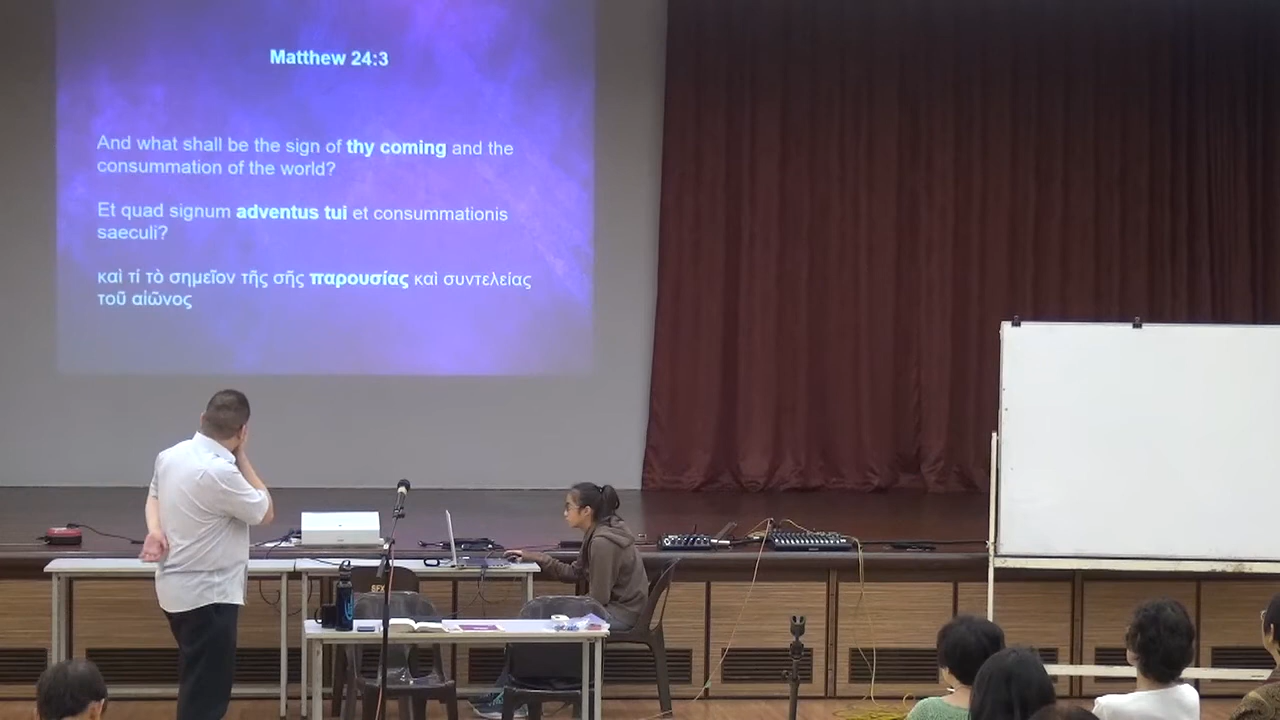 Matthew 24:3
And what shall be the sign of thy coming and the
consummation of the world?
Et quad signum adventus tui et consummationis
saeculi?
καὶ τί τὸ σημεῖον τῆς σῆς παρουσίας καὶ συντελείας
τοῦ αἰῶνος
SFX